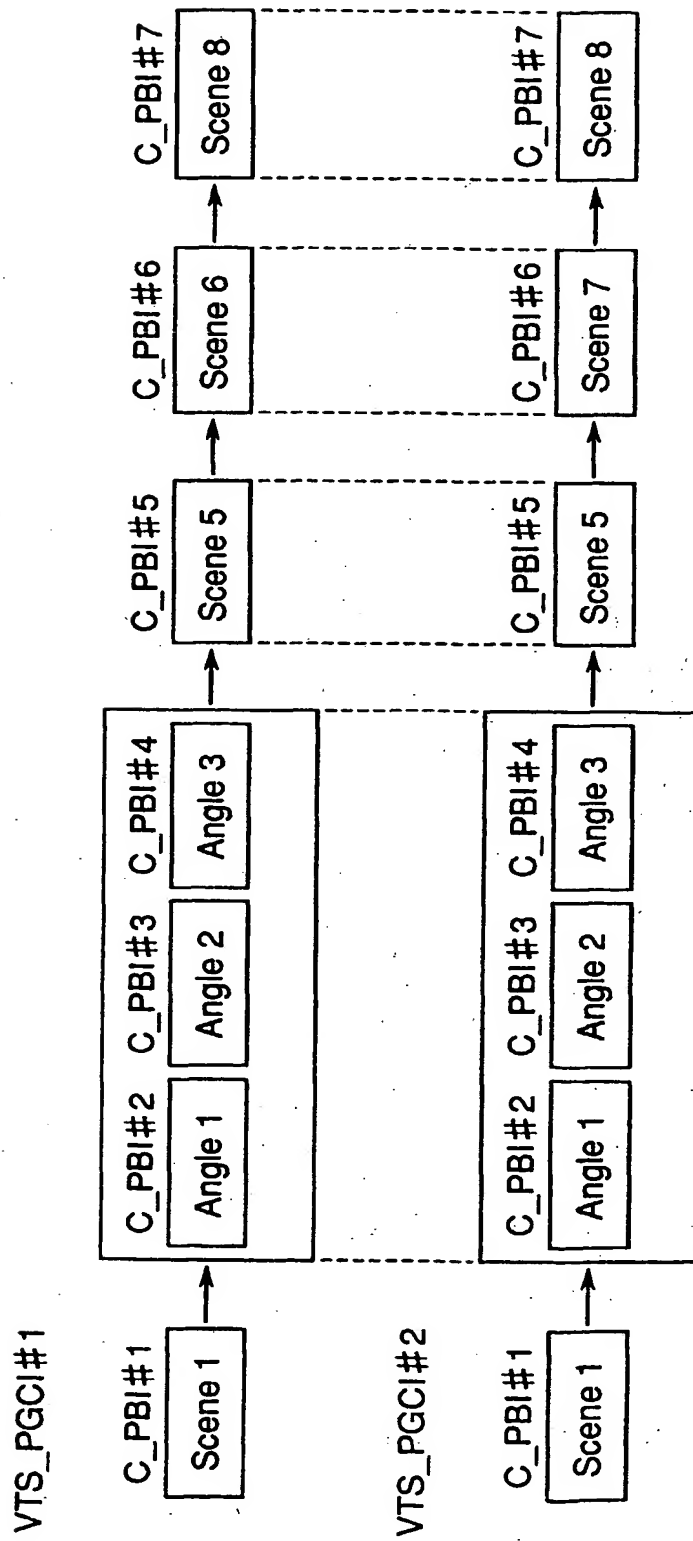 VTS_PGCI#1
C_PBI#1
Scene 1
C_PBI#2
Angle 1
C_PBI#3
Angle 2
C_PBI#4
Angle 3
C_PBI#5
Scene 5
C_PBI#6
Scene 6
C_PBI#7
Scene 8
VTS_PGCI#2
C_PBI#1
Scene 1
C_PBI#2
Angle 1
C_PBI#3
Angle 2
C_PBI#4
Angle 3
C_PBI#5
Scene 5
C_PBI#6
Scene 7
C_PBI#7
Scene 8